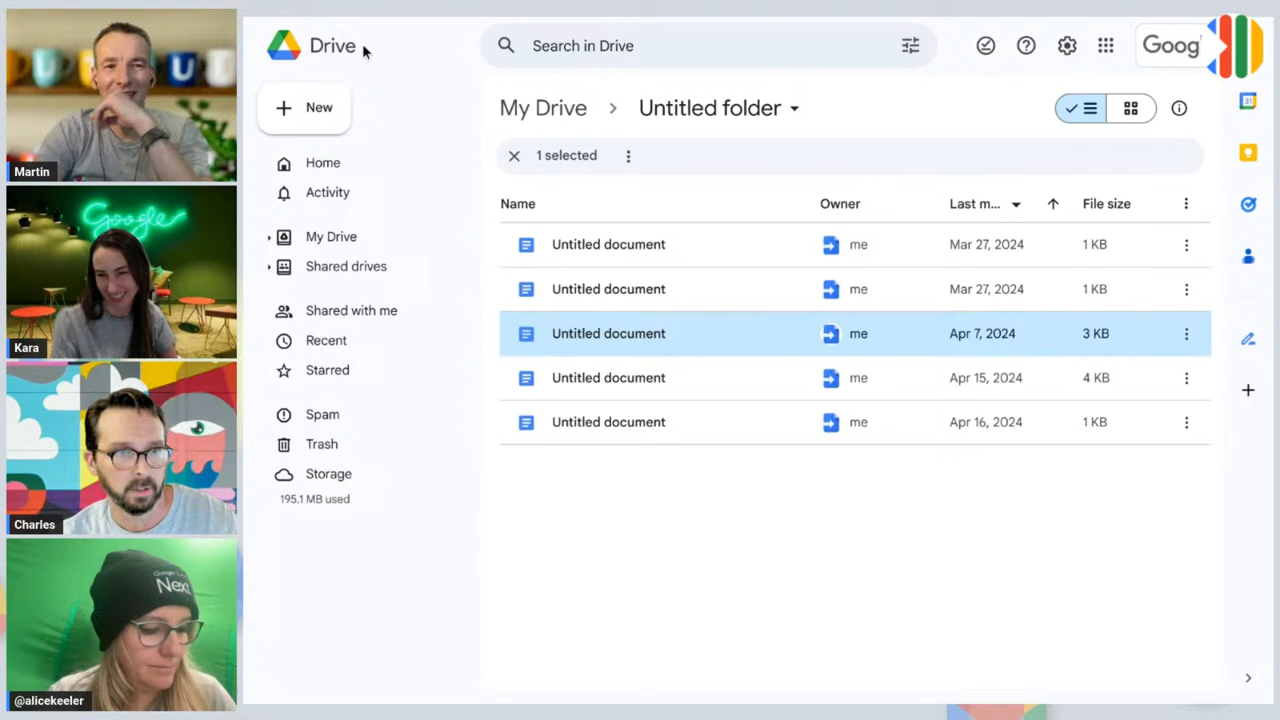 Martin
Google
Kara
Charles
Next
@alicekeeler
Drive
New
Home
Activity
My Drive
Shared drives
Shared with me
Recent
Starred
Spam
Trash
Storage
195.1 MB used
Search in Drive
Goog
My Drive > Untitled folder
1 selected
Name Owner Last m... File size
Untitled document me Mar 27, 2024 1 KB
Untitled document me Mar 27, 2024 1 KB
Untitled document me Apr 7, 2024 3 KB
Untitled document me Apr 15, 2024 4 KB
Untitled document me Apr 16, 2024 1 KB
31